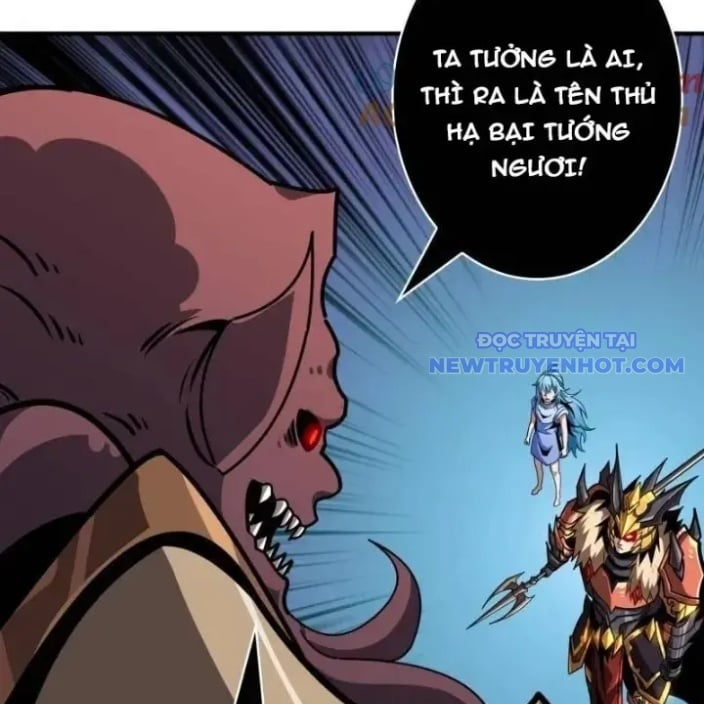 TA TƯỞNG LÀ AI,
THÌ RA LÀ TÊN THỦ
HẠ BẠI TƯỚNG
NGƯƠI!
ĐỌC TRUYỆN TẠI
NEWTRUYENHOT.COM